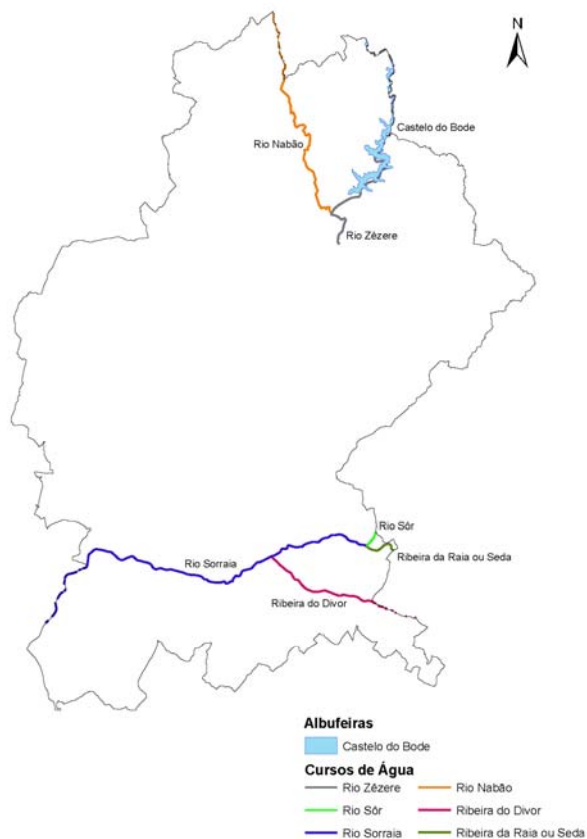 N
Castelo do Bode
Rio Nabão
Rio Zêzere
Rio Sôr
Rio Sorraia
Ribeira da Raia ou Seda
Ribeira do Divor
Albufeiras
Castelo do Bode
Cursos de Água
Rio Zêzere
Rio Nabão
Rio Sôr
Ribeira do Divor
Rio Sorraia
Ribeira da Raia ou Seda